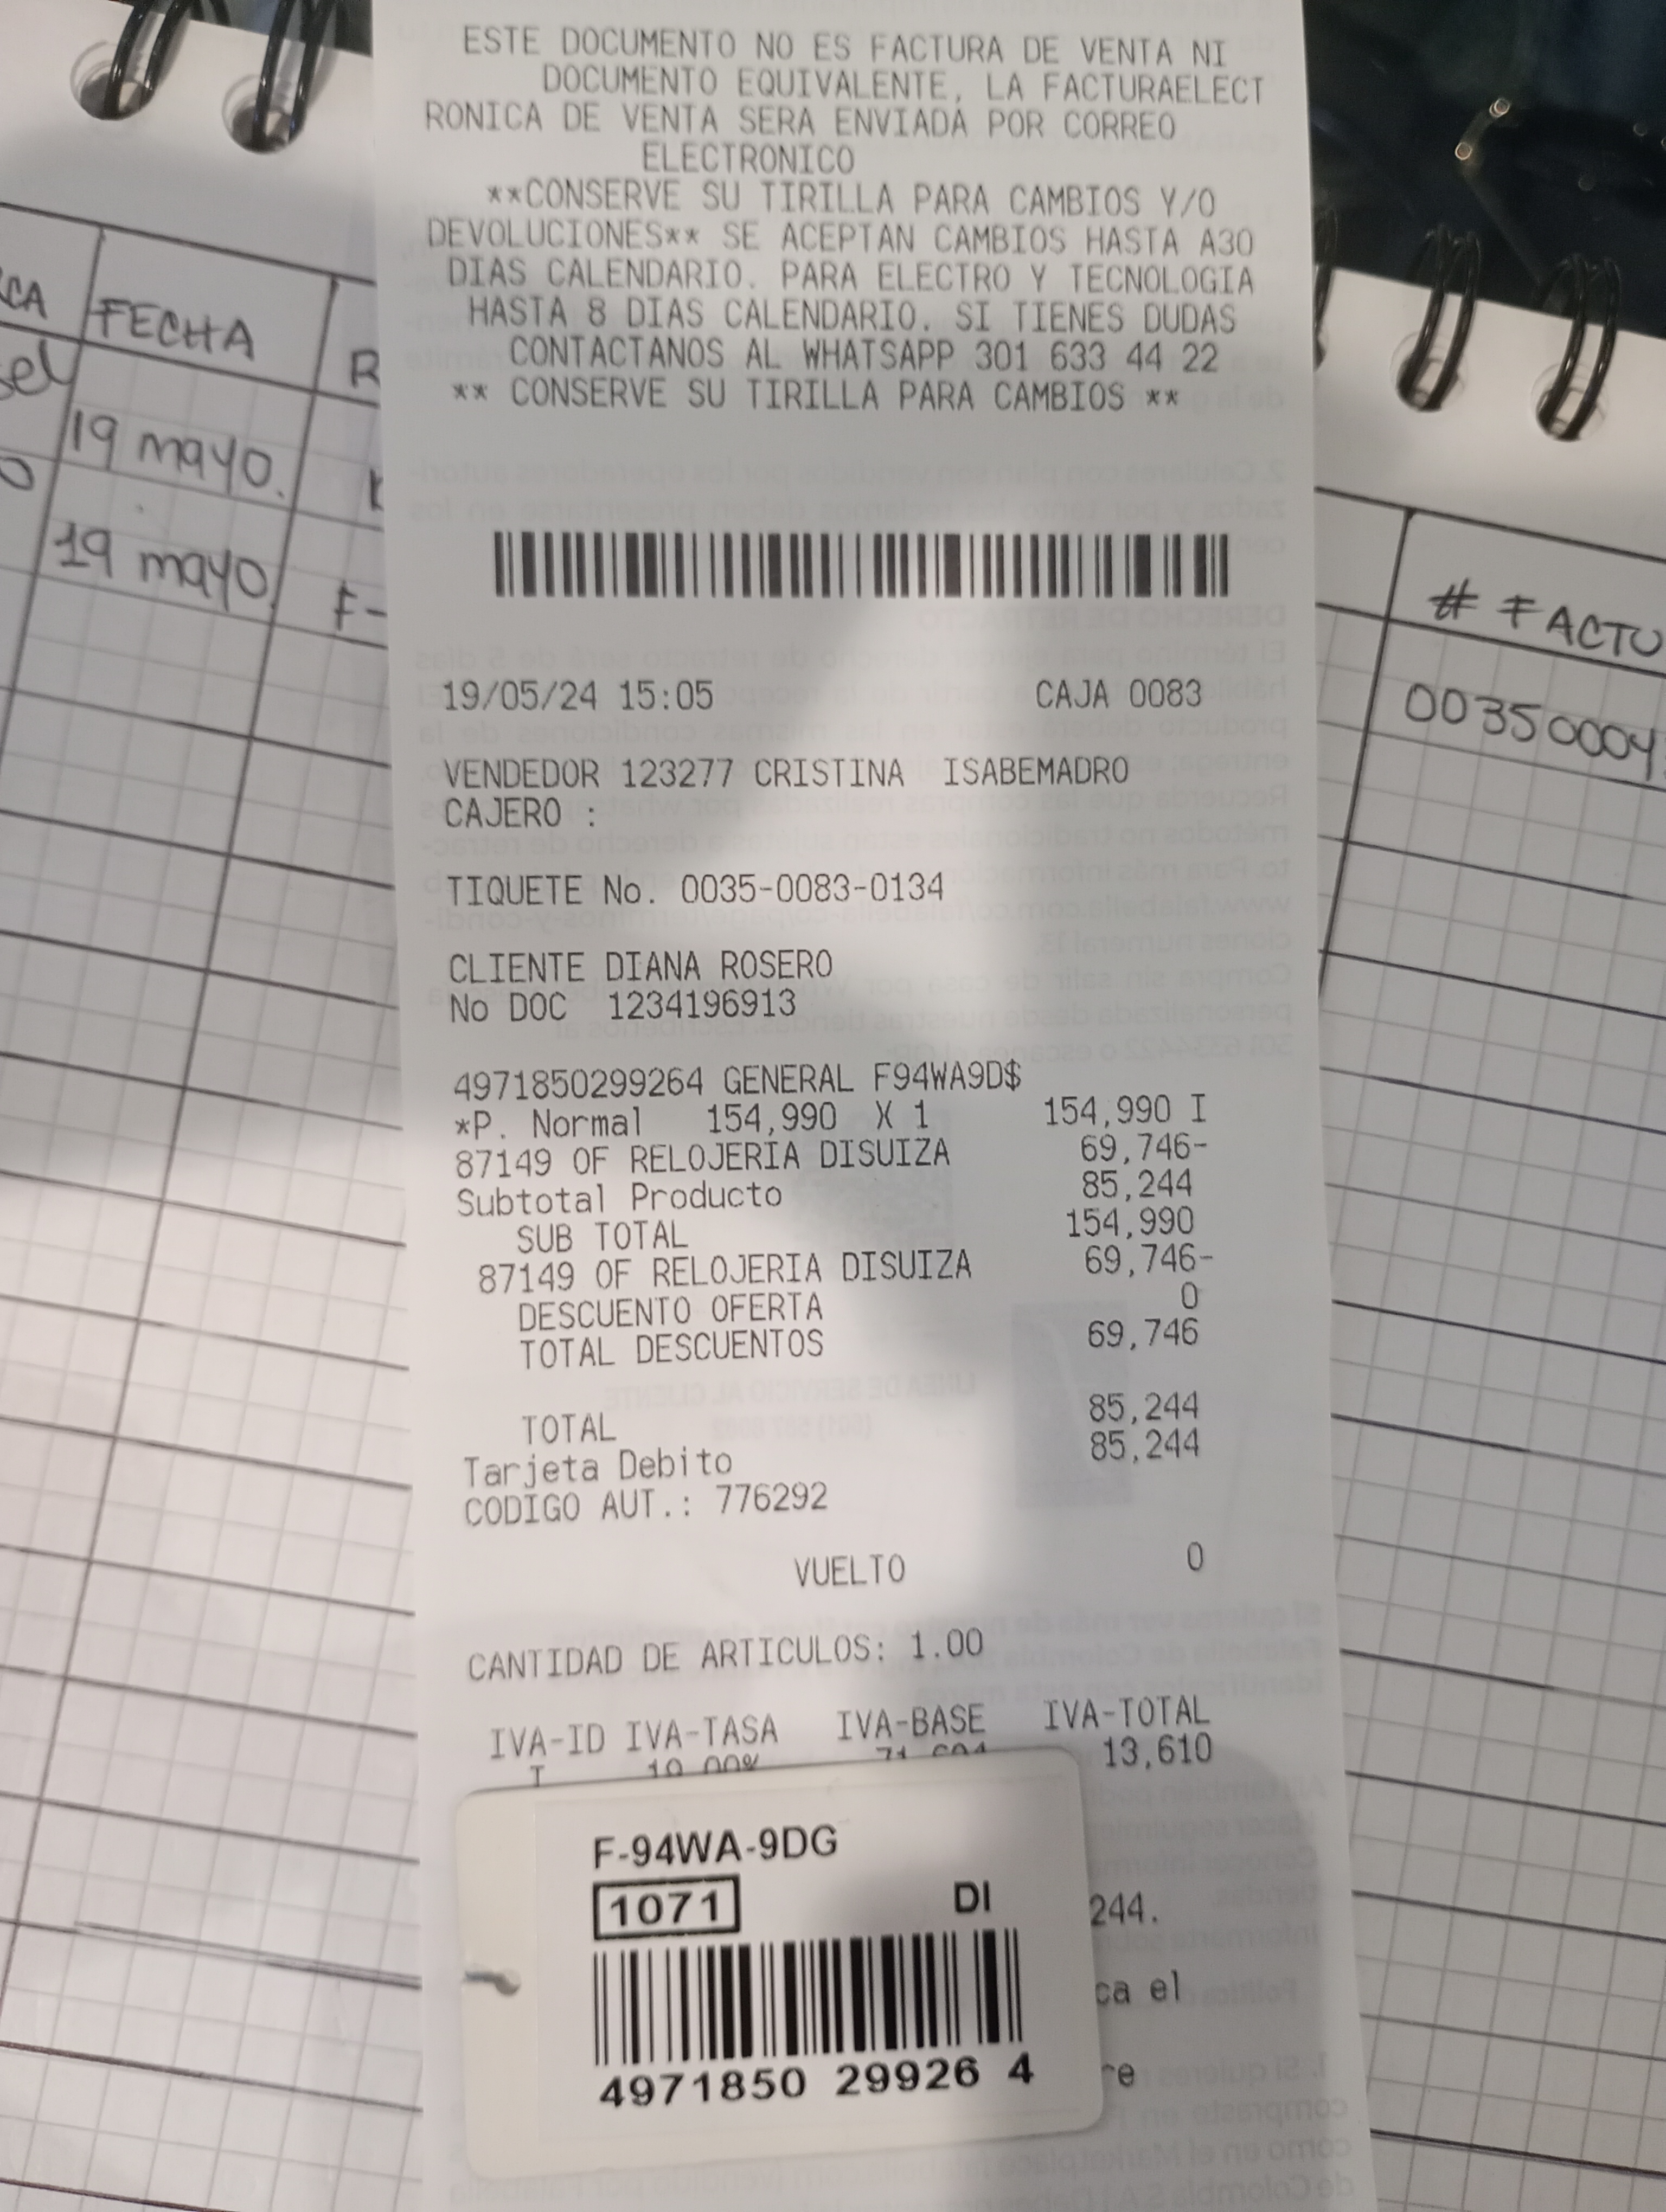 ESTE DOCUMENTO NO ES FACTURA DE VENTA NI
DOCUMENTO EQUIVALENTE, LA FACTURAELECT
RONICA DE VENTA SERA ENVIADA POR CORREO
ELECTRONICO
**CONSERVE SU TIRILLA PARA CAMBIOS Y/O
DEVOLUCIONES** SE ACEPTAN CAMBIOS HASTA A30
DIAS CALENDARIO. PARA ELECTRO Y TECNOLOGIA
HASTA 8 DIAS CALENDARIO. SI TIENES DUDAS
CONTACTANOS AL WHATSAPP 301 633 44 22
** CONSERVE SU TIRILLA PARA CAMBIOS **
FECHA
19 mayo.
19 mayo
# FACTU
00350004
19/05/24 15:05 CAJA 0083
VENDEDOR 123277 CRISTINA ISABEMADRO
CAJERO :
TIQUETE No. 0035-0083-0134
CLIENTE DIANA ROSERO
No DOC 1234196913
4971850299264 GENERAL F94WA9D$
*P. Normal 154,990 X 1 154,990 I
87149 OF RELOJERIA DISUIZA 69,746-
Subtotal Producto 85,244
SUB TOTAL 154,990
87149 OF RELOJERIA DISUIZA 69,746-
DESCUENTO OFERTA 0
TOTAL DESCUENTOS 69,746
TOTAL 85,244
Tarjeta Debito 85,244
CODIGO AUT.: 776292
VUELTO 0
CANTIDAD DE ARTICULOS: 1.00
IVA-ID IVA-TASA IVA-BASE IVA-TOTAL
13,610
F-94WA-9DG
1071 DI
4971850 29926 4
244.
ca el
re